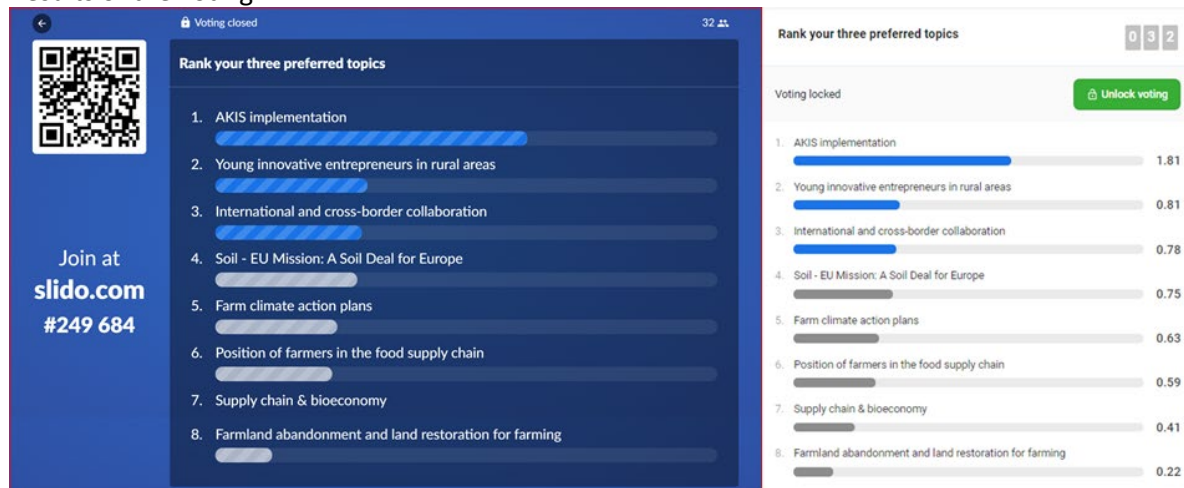 Voting closed
32
Rank your three preferred topics
1. AKIS implementation
2. Young innovative entrepreneurs in rural areas
3. International and cross-border collaboration
4. Soil - EU Mission: A Soil Deal for Europe
5. Farm climate action plans
6. Position of farmers in the food supply chain
7. Supply chain & bioeconomy
8. Farmland abandonment and land restoration for farming
Join at
slido.com
#249 684
Rank your three preferred topics
0 3 2
Voting locked
Unlock voting
1. AKIS implementation
1.81
2. Young innovative entrepreneurs in rural areas
0.81
3. International and cross-border collaboration
0.78
4. Soil - EU Mission: A Soil Deal for Europe
0.75
5. Farm climate action plans
0.63
6. Position of farmers in the food supply chain
0.59
7. Supply chain & bioeconomy
0.41
8. Farmland abandonment and land restoration for farming
0.22